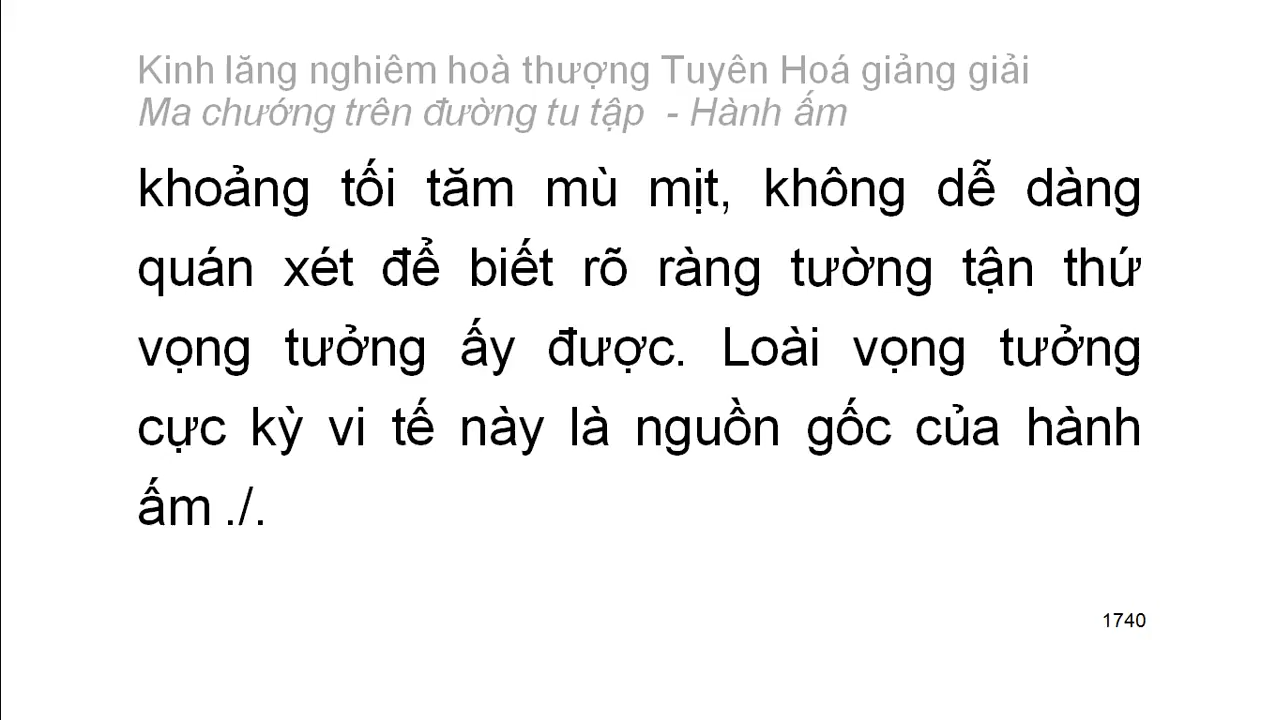 Kinh lăng nghiêm hoà thượng Tuyên Hoá giảng giải
Ma chướng trên đường tu tập - Hành ấm
khoảng tối tăm mù mịt, không dễ dàng
quán xét để biết rõ ràng tường tận thứ
vọng tưởng ấy được. Loài vọng tưởng
cực kỳ vi tế này là nguồn gốc của hành
ấm ./.
1740